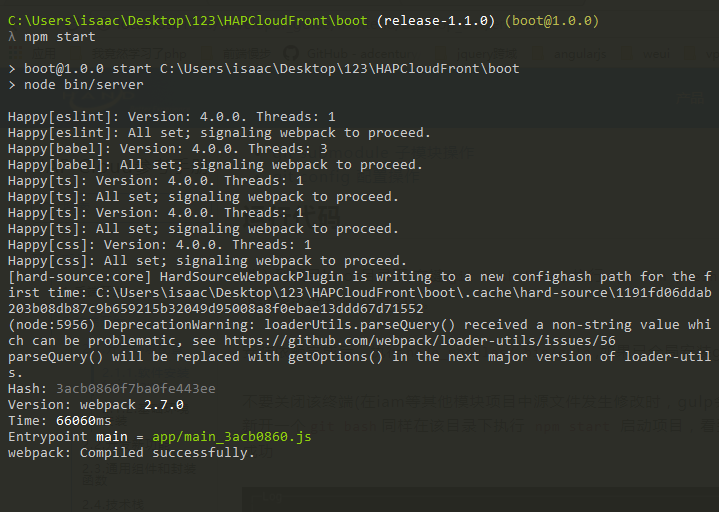 C:\Users\isaac\Desktop\123\HAPCloudFront\boot (release-1.1.0) (boot@1.0.0)
λ npm start
> boot@1.0.0 start C:\Users\isaac\Desktop\123\HAPCloudFront\boot
> node bin/server
Happy[eslint]: Version: 4.0.0. Threads: 1
Happy[eslint]: All set; signaling webpack to proceed.
Happy[babel]: Version: 4.0.0. Threads: 3
Happy[babel]: All set; signaling webpack to proceed.
Happy[ts]: Version: 4.0.0. Threads: 1
Happy[ts]: All set; signaling webpack to proceed.
Happy[ts]: Version: 4.0.0. Threads: 1
Happy[ts]: All set; signaling webpack to proceed.
Happy[css]: Version: 4.0.0. Threads: 1
Happy[css]: All set; signaling webpack to proceed.
[hard-source:core] HardSourceWebpackPlugin is writing to a new confighash path for the f
irst time: C:\Users\isaac\Desktop\123\HAPCloudFront\boot\.cache\hard-source\1191fd06ddab
203b08db87c9b659215b32049d95008a8f0ebae13ddd67d71552
(node:5956) DeprecationWarning: loaderUtils.parseQuery() received a non-string value whi
ch can be problematic, see https://github.com/webpack/loader-utils/issues/56
parseQuery() will be replaced with getOptions() in the next major version of loader-util
s.
Hash: 3acb0860f7ba0fe443ee
Version: webpack 2.7.0
Time: 66060ms
Entrypoint main = app/main_3acb0860.js
webpack: Compiled successfully.